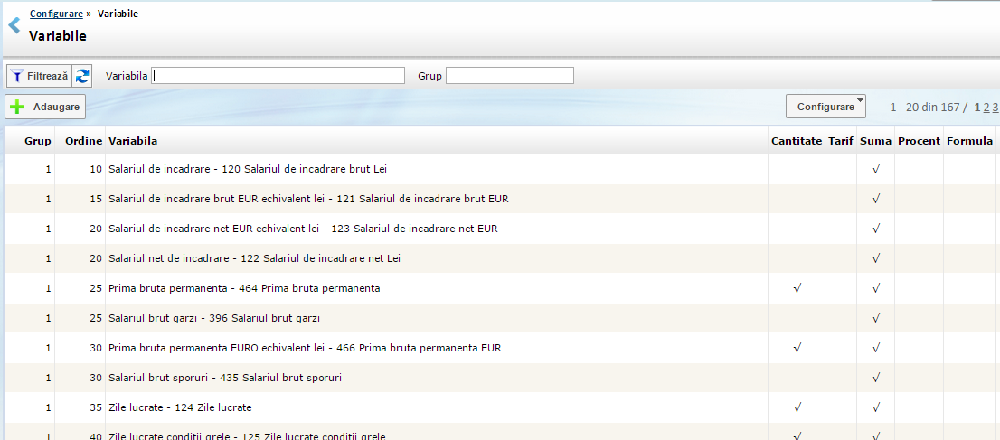 Configurare » Variabile
Variabile
Filtrează Variabila Grup
Adaugare Configurare 1 - 20 din 167 / 1 2 3
Grup Ordine Variabila Cantitate Tarif Suma Procent Formula
1 10 Salariul de incadrare - 120 Salariul de incadrare brut Lei √
1 15 Salariul de incadrare brut EUR echivalent lei - 121 Salariul de incadrare brut EUR √
1 20 Salariul de incadrare net EUR echivalent lei - 123 Salariul de incadrare net EUR √
1 20 Salariul net de incadrare - 122 Salariul de incadrare net Lei √
1 25 Prima bruta permanenta - 464 Prima bruta permanenta √ √
1 25 Salariul brut garzi - 396 Salariul brut garzi √
1 30 Prima bruta permanenta EURO echivalent lei - 466 Prima bruta permanenta EUR √ √
1 30 Salariul brut sporuri - 435 Salariul brut sporuri √
1 35 Zile lucrate - 124 Zile lucrate √ √
1 40 Zile lucrate conditii grele - 125 Zile lucrate conditii grele √ √